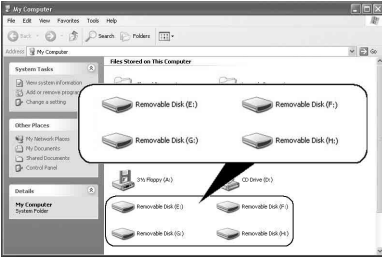 My Computer
File Edit View Favorites Tools Help
Back Search Folders
Address My Computer Go
Files Stored on This Computer
System Tasks
View system information
Add or remove program
Change a setting
Removable Disk (E:) Removable Disk (F:)
Removable Disk (G:) Removable Disk (H:)
Other Places
My Network Places
My Documents
Shared Documents
Control Panel
3½ Floppy (A:) CD Drive (D:)
Details
My Computer
System Folder
Removable Disk (E:) Removable Disk (F:)
Removable Disk (G:) Removable Disk (H:)